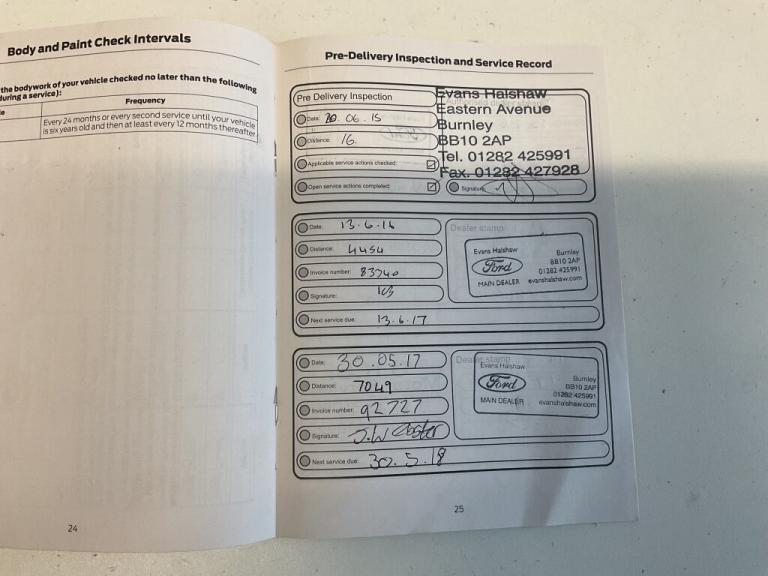 Body and Paint Check Intervals
the bodywork of your vehicle checked no later than the following
during a service):
Frequency
Every 24 months or every second service until your vehicle
is six years old and then at least every 12 months thereafter
24
Pre-Delivery Inspection and Service Record
Pre Delivery Inspection
Date: 30.06.15
Distance: 16.
Applicable service actions checked:
Open service actions completed:
Evans Halshaw
Eastern Avenue
Burnley
BB10 2AP
Tel. 01282 425991
Fax. 01282 427928
Signature:
Date: 13.6.16
Distance: 4454
Invoice number: 83740
Signature:
Next service due: 13.6.17
Dealer stamp
Evans Halshaw
Ford
MAIN DEALER
Burnley
BB10 2AP
01282 425991
evanshalshaw.com
Date: 30.05.17
Distance: 7049
Invoice number: 92727
Signature:
Next service due: 30.5.18
Dealer stamp
Evans Halshaw
Ford
MAIN DEALER
Burnley
BB10 2AP
01282 425991
evanshalshaw.com
25